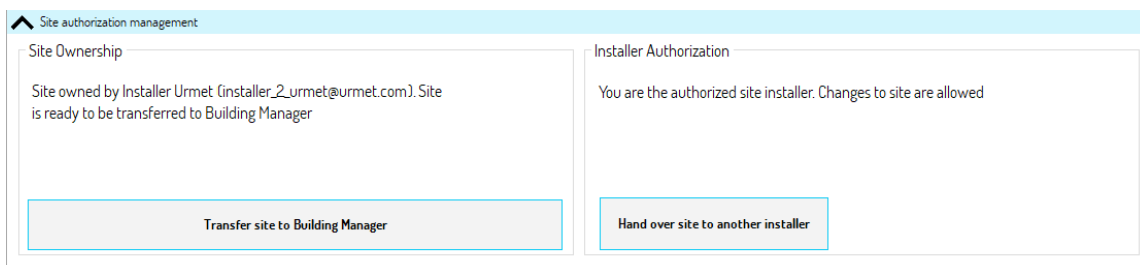 Site authorization management
Site Ownership
Site owned by Installer Urmet (installer_2_urmet@urmet.com). Site
is ready to be transferred to Building Manager
Transfer site to Building Manager
Installer Authorization
You are the authorized site installer. Changes to site are allowed
Hand over site to another installer